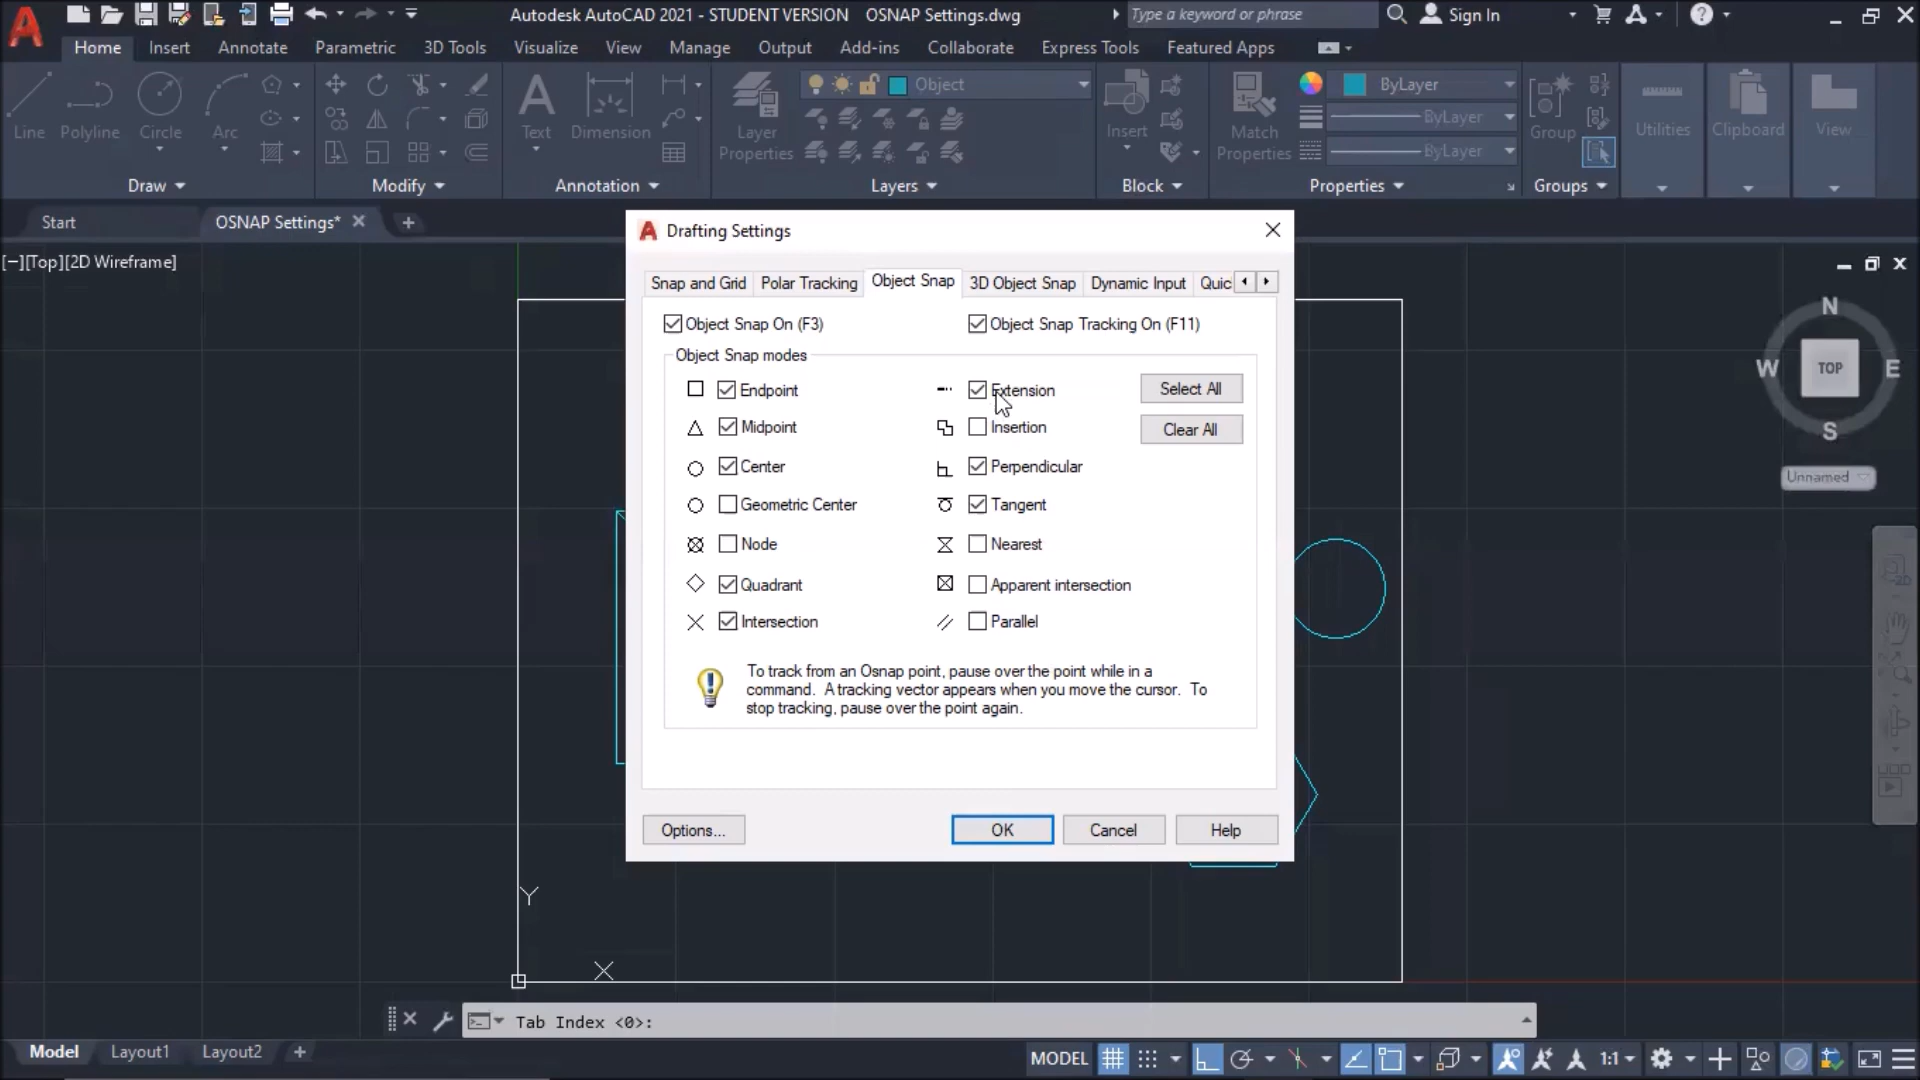 Autodesk AutoCAD 2021 - STUDENT VERSION OSNAP Settings.dwg
Type a keyword or phrase
Sign In
Home Insert Annotate Parametric 3D Tools Visualize View Manage Output Add-ins Collaborate Express Tools Featured Apps
Line Polyline Circle Arc
Text Dimension
Layer
Properties
Object
Insert
Match
Properties
ByLayer
ByLayer
ByLayer
Group
Utilities
Clipboard
View
Draw Modify Annotation Layers Block Properties Groups
Start OSNAP Settings*
[−][Top][2D Wireframe]
Drafting Settings
Snap and Grid Polar Tracking Object Snap 3D Object Snap Dynamic Input Quic
Object Snap On (F3) Object Snap Tracking On (F11)
Object Snap modes
Endpoint Extension Select All
Midpoint Insertion Clear All
Center Perpendicular
Geometric Center Tangent
Node Nearest
Quadrant Apparent intersection
Intersection Parallel
To track from an Osnap point, pause over the point while in a
command. A tracking vector appears when you move the cursor. To
stop tracking, pause over the point again.
Options... OK Cancel Help
N
W TOP E
S
Unnamed
Y
X
Tab Index <0>:
Model Layout1 Layout2 +
MODEL 1:1